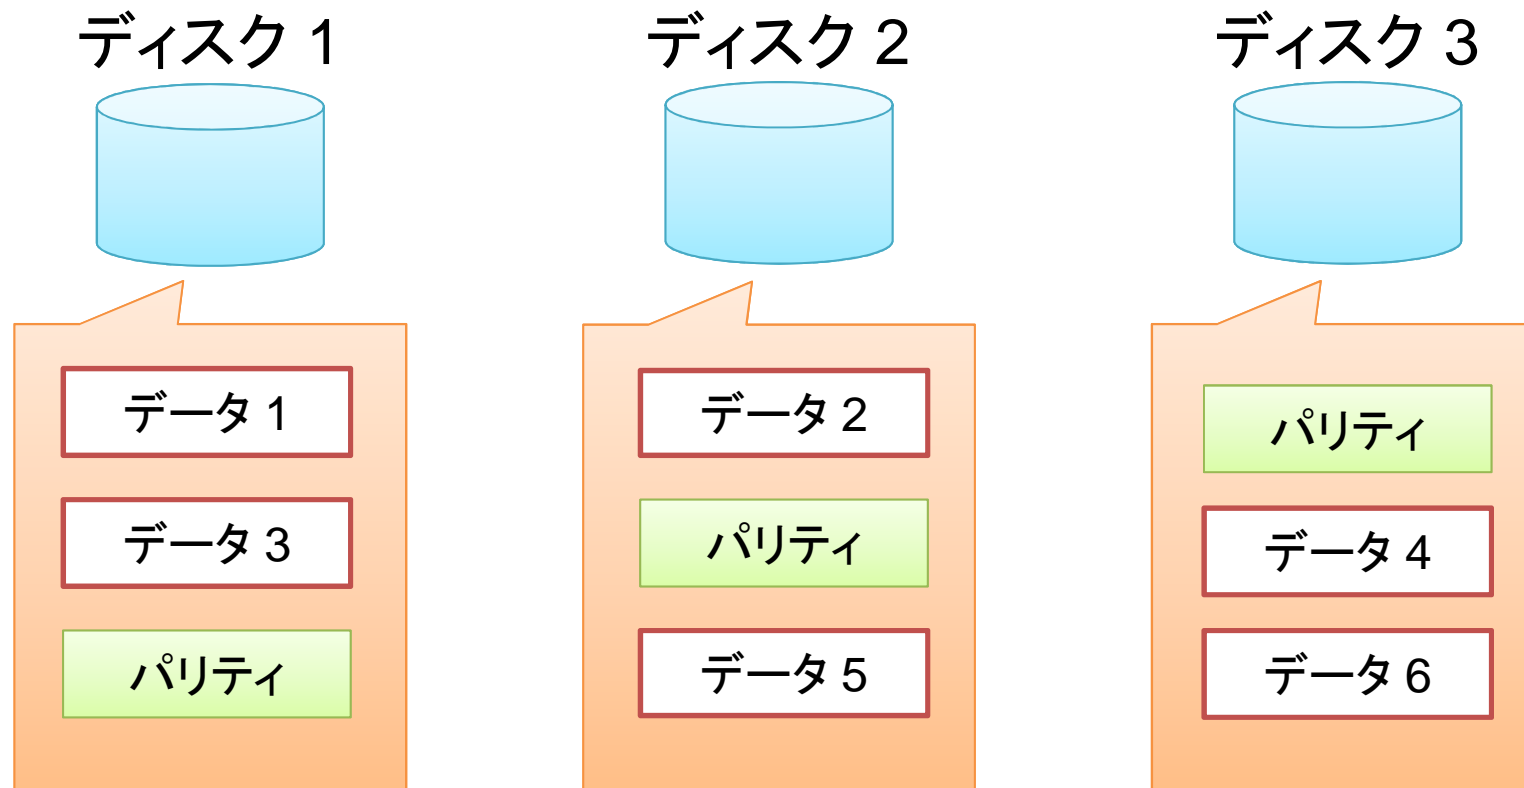 ディスク 1
ディスク 2
ディスク 3
データ 1
データ 3
パリティ
データ 2
パリティ
データ 5
パリティ
データ 4
データ 6